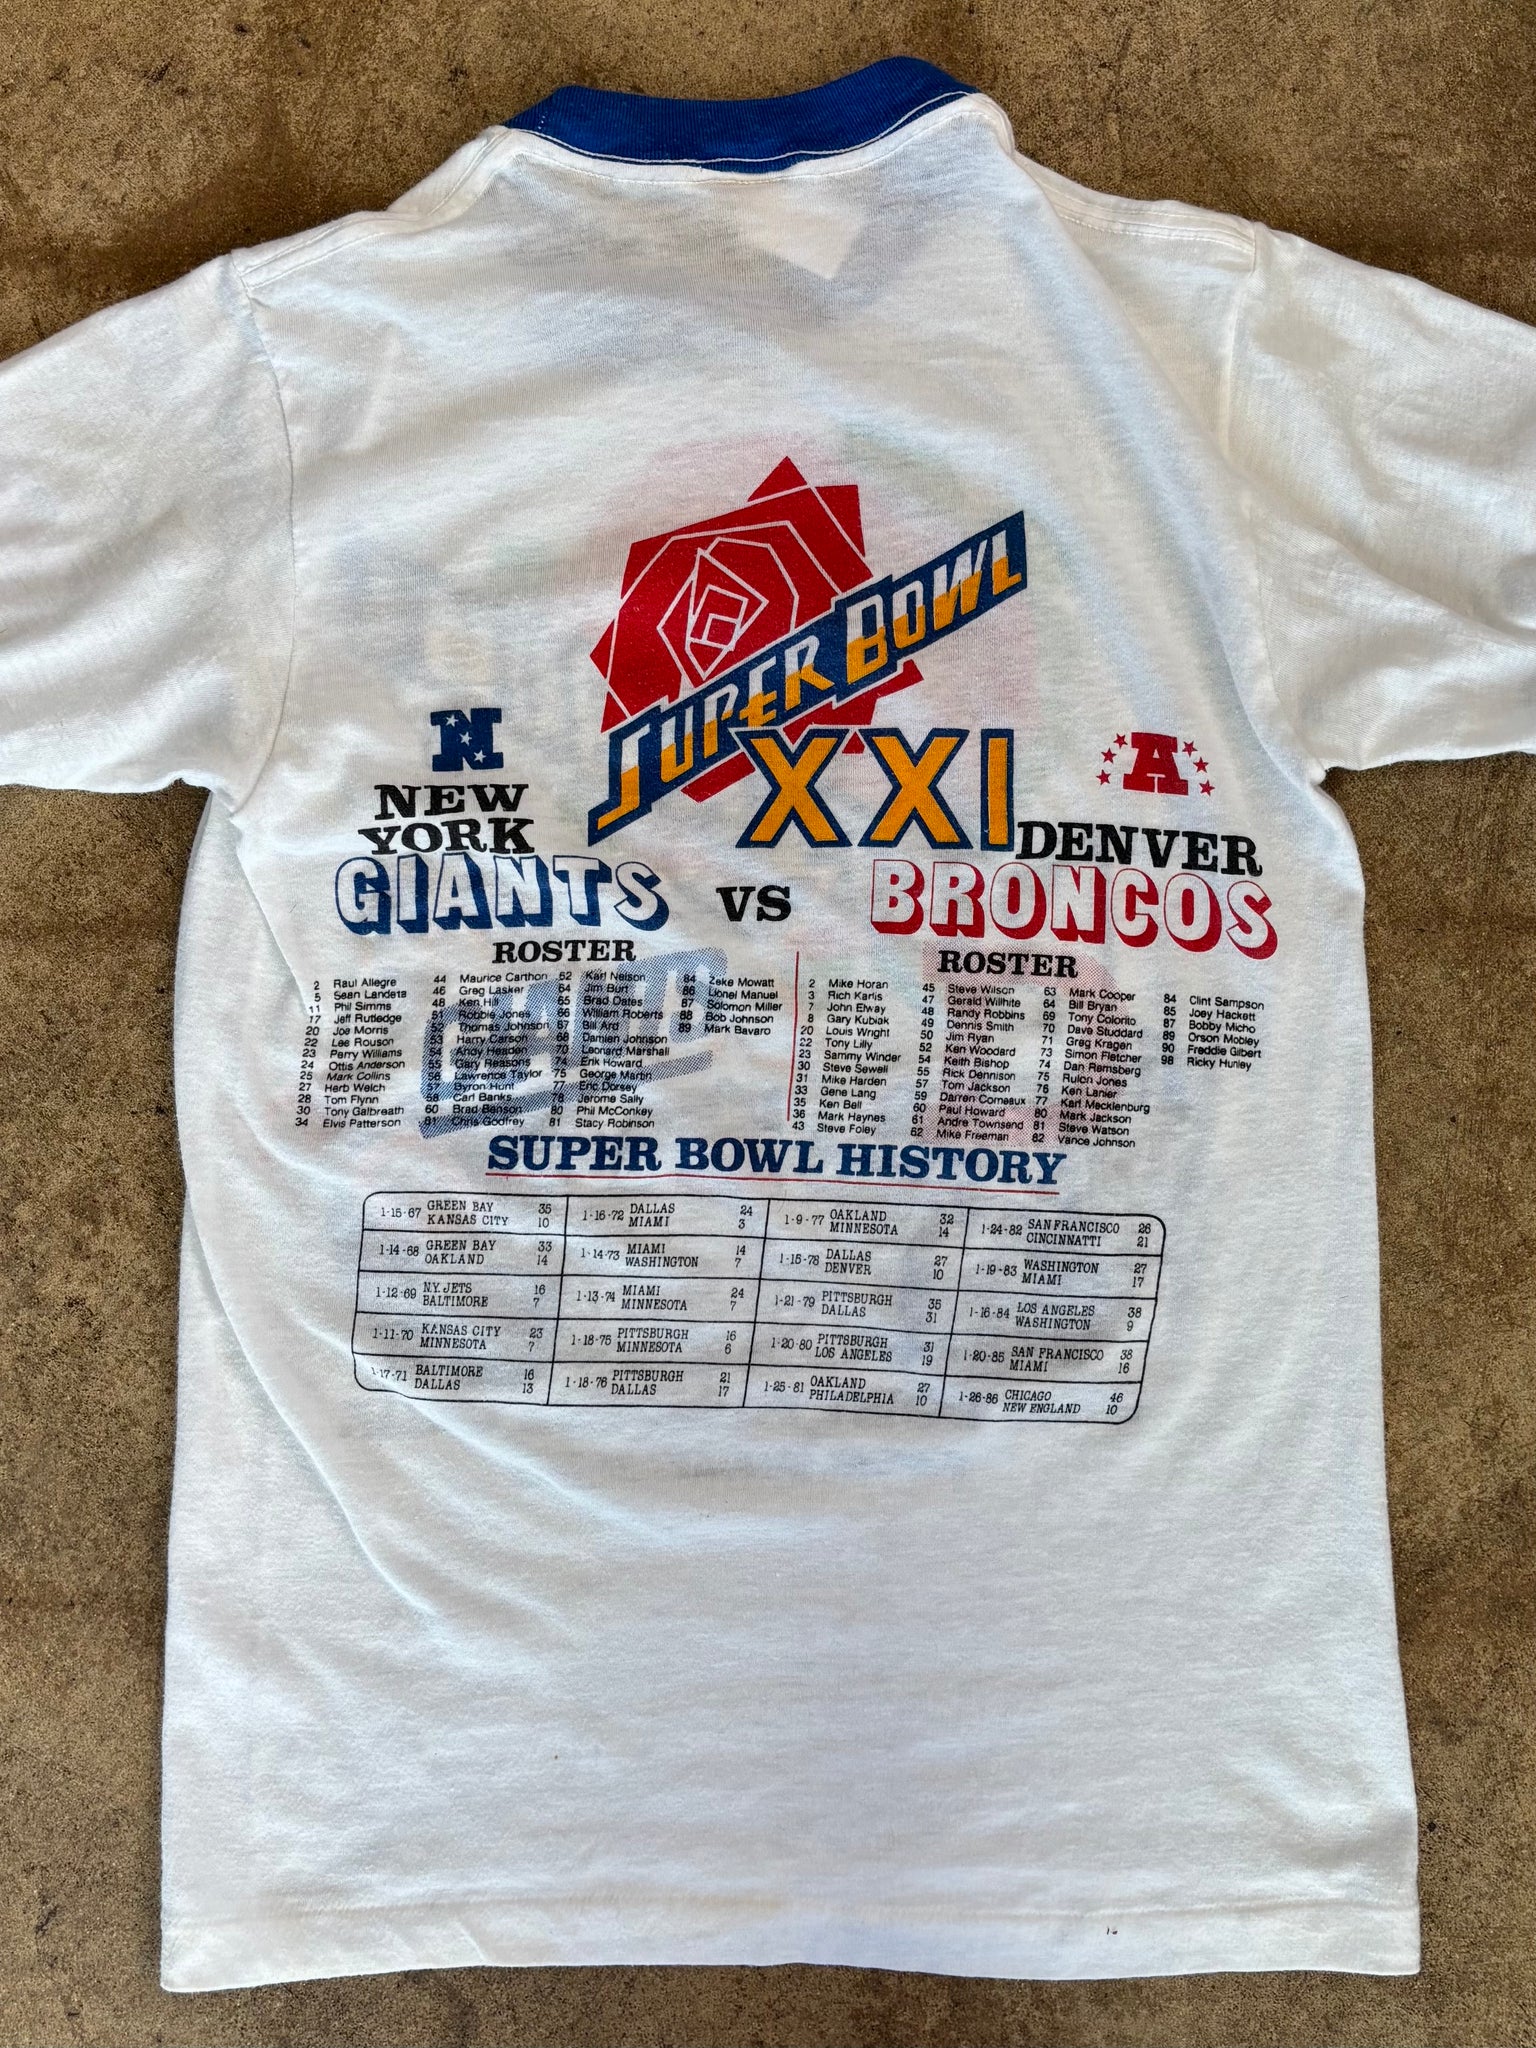 SUPER BOWL
XXI
N
NEW
YORK
GIANTS
VS
A
DENVER
BRONCOS
ROSTER
2 Raul Allegre
5 Sean Landeta
11 Phil Simms
17 Jeff Rutledge
20 Joe Morris
22 Lee Rouson
23 Perry Williams
24 Ottis Anderson
25 Mark Collins
27 Herb Welch
28 Tom Flynn
30 Tony Galbreath
34 Elvis Patterson
44 Maurice Carthon
46 Greg Lasker
48 Ken Hill
51 Robbie Jones
52 Thomas Johnson
53 Harry Carson
54 Andy Headen
55 Gary Reasons
56 Lawrence Taylor
57 Byron Hunt
58 Carl Banks
60 Brad Benson
61 Chris Godfrey
Karl Nelson
64 Jim Burt
65 Brad Oates
66 William Roberts
67 Bill Ard
68 Damien Johnson
70 Leonard Marshall
74 Erik Howard
75 George Martin
77 Eric Dorsey
78 Jerome Sally
80 Phil McConkey
81 Stacy Robinson
84 Zeke Mowatt
86 Lionel Manuel
87 Solomon Miller
88 Bob Johnson
89 Mark Bavaro
ROSTER
2 Mike Horan
3 Rich Karlis
7 John Elway
8 Gary Kubiak
20 Louis Wright
22 Tony Lilly
23 Sammy Winder
30 Steve Sewell
31 Mike Harden
33 Gene Lang
35 Ken Bell
36 Mark Haynes
43 Steve Foley
45 Steve Wilson
47 Gerald Willhite
48 Randy Robbins
49 Dennis Smith
50 Jim Ryan
52 Ken Woodard
54 Keith Bishop
55 Rick Dennison
57 Tom Jackson
59 Darren Comeaux
60 Paul Howard
61 Andre Townsend
62 Mike Freeman
63 Mark Cooper
64 Bill Bryan
69 Tony Colorito
70 Dave Studdard
71 Greg Kragen
73 Simon Fletcher
74 Dan Remsberg
75 Rulon Jones
76 Ken Lanier
77 Karl Mecklenburg
80 Mark Jackson
81 Steve Watson
82 Vance Johnson
84 Clint Sampson
85 Joey Hackett
87 Bobby Micho
89 Orson Mobley
90 Freddie Gilbert
98 Ricky Hunley
SUPER BOWL HISTORY
1-15-67 GREEN BAY 35
KANSAS CITY 10
1-14-68 GREEN BAY 33
OAKLAND 14
1-12-69 N.Y. JETS 16
BALTIMORE 7
1-11-70 KANSAS CITY 23
MINNESOTA 7
1-17-71 BALTIMORE 16
DALLAS 13
1-16-72 DALLAS 24
MIAMI 3
1-14-73 MIAMI 14
WASHINGTON 7
1-13-74 MIAMI 24
MINNESOTA 7
1-18-75 PITTSBURGH 16
MINNESOTA 6
1-18-76 PITTSBURGH 21
DALLAS 17
1-9-77 OAKLAND 32
MINNESOTA 14
1-15-78 DALLAS 27
DENVER 10
1-21-79 PITTSBURGH 35
DALLAS 31
1-20-80 PITTSBURGH 31
LOS ANGELES 19
1-25-81 OAKLAND 27
PHILADELPHIA 10
1-24-82 SAN FRANCISCO 26
CINCINNATTI 21
1-19-83 WASHINGTON 27
MIAMI 17
1-16-84 LOS ANGELES 38
WASHINGTON 9
1-20-85 SAN FRANCISCO 38
MIAMI 16
1-26-86 CHICAGO 46
NEW ENGLAND 10